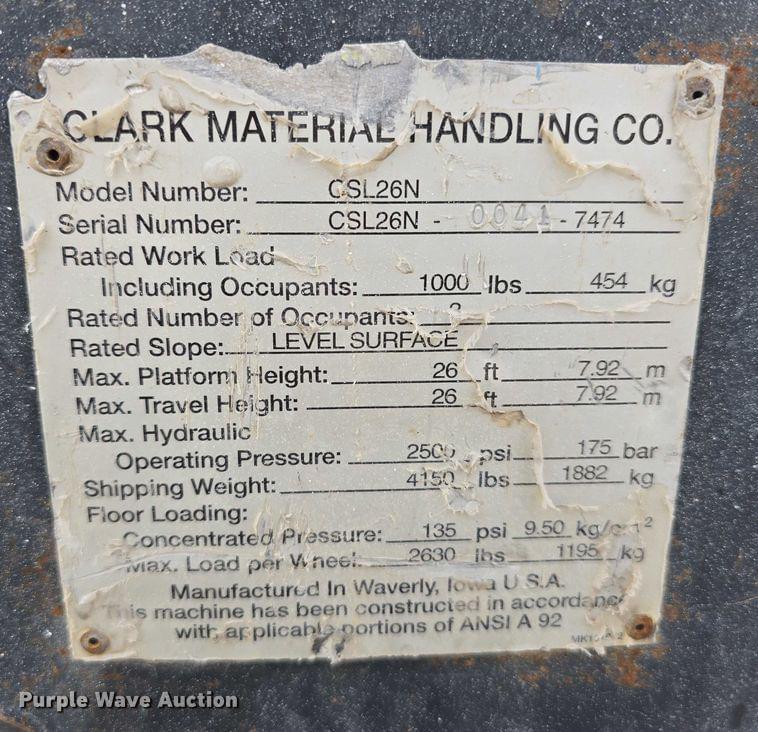 CLARK MATERIAL HANDLING CO.
Model Number: CSL26N
Serial Number: CSL26N - 0041 - 7474
Rated Work Load
Including Occupants: 1000 lbs 454 kg
Rated Number of Occupants:
Rated Slope: LEVEL SURFACE
Max. Platform Height: 26 ft 7.92 m
Max. Travel Height: 26 ft 7.92 m
Max. Hydraulic
Operating Pressure: 2500 psi 175 bar
Shipping Weight: 4150 lbs 1882 kg
Floor Loading:
Concentrated Pressure: 135 psi 9.50 kg/cm2
Max. Load per Wheel: 2630 lbs 1195 kg
Manufactured In Waverly, Iowa U.S.A.
This machine has been constructed in accordance
with applicable portions of ANSI A 92
Purple Wave Auction